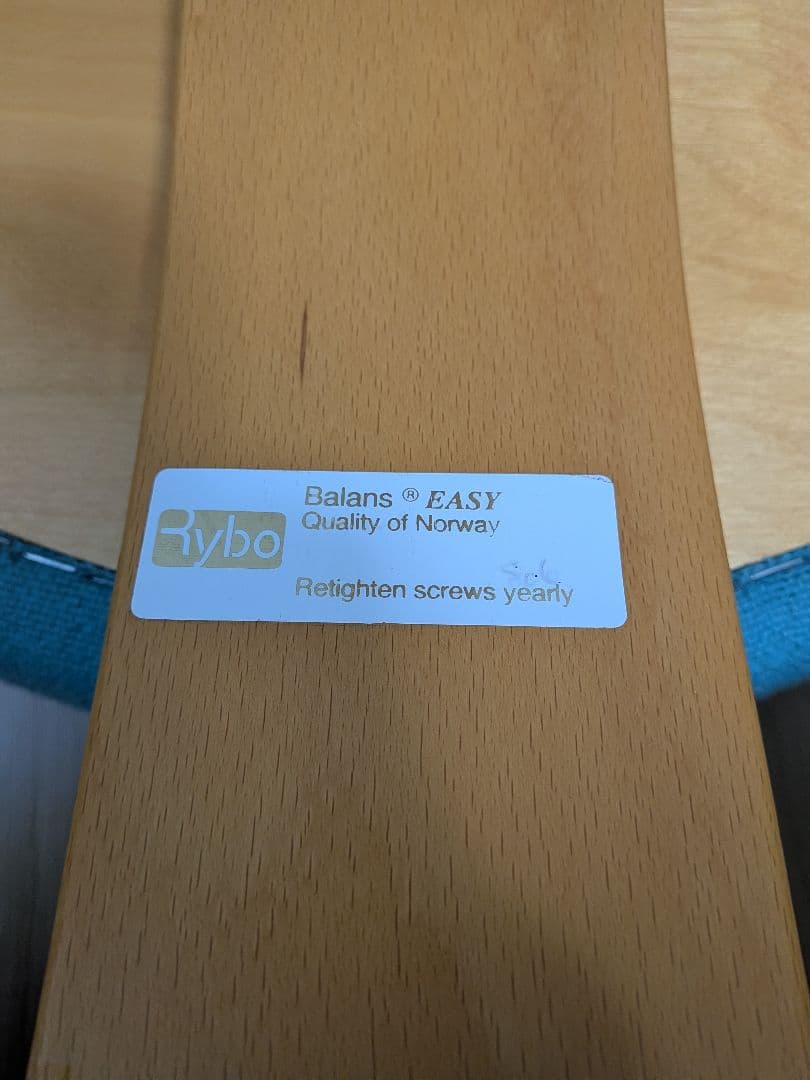 Rybo
Balans ® EASY
Quality of Norway
Retighten screws yearly